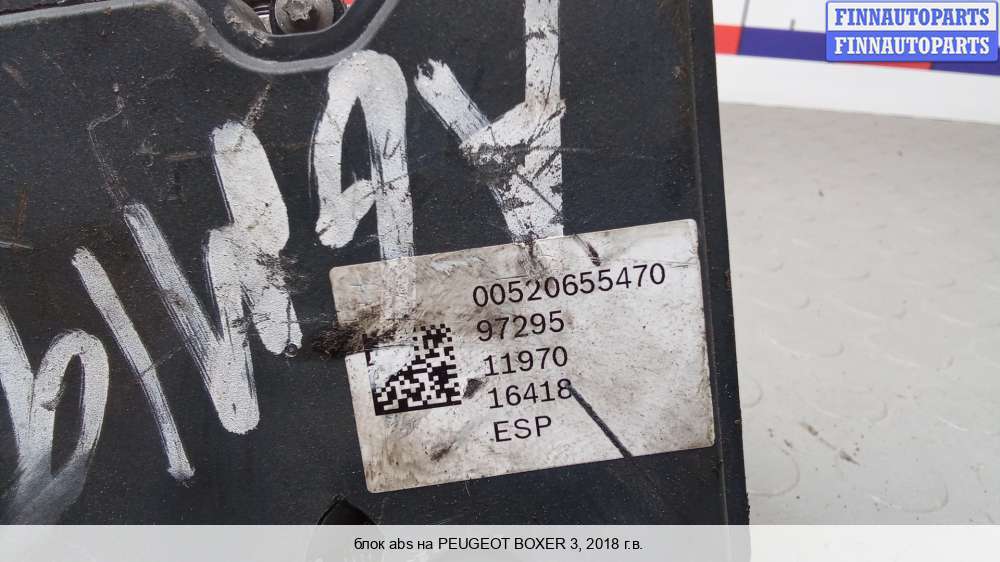 FINNAUTOPARTS
FINNAUTOPARTS
00520655470
97295
11970
16418
ESP
блок abs на PEUGEOT BOXER 3, 2018 г.в.